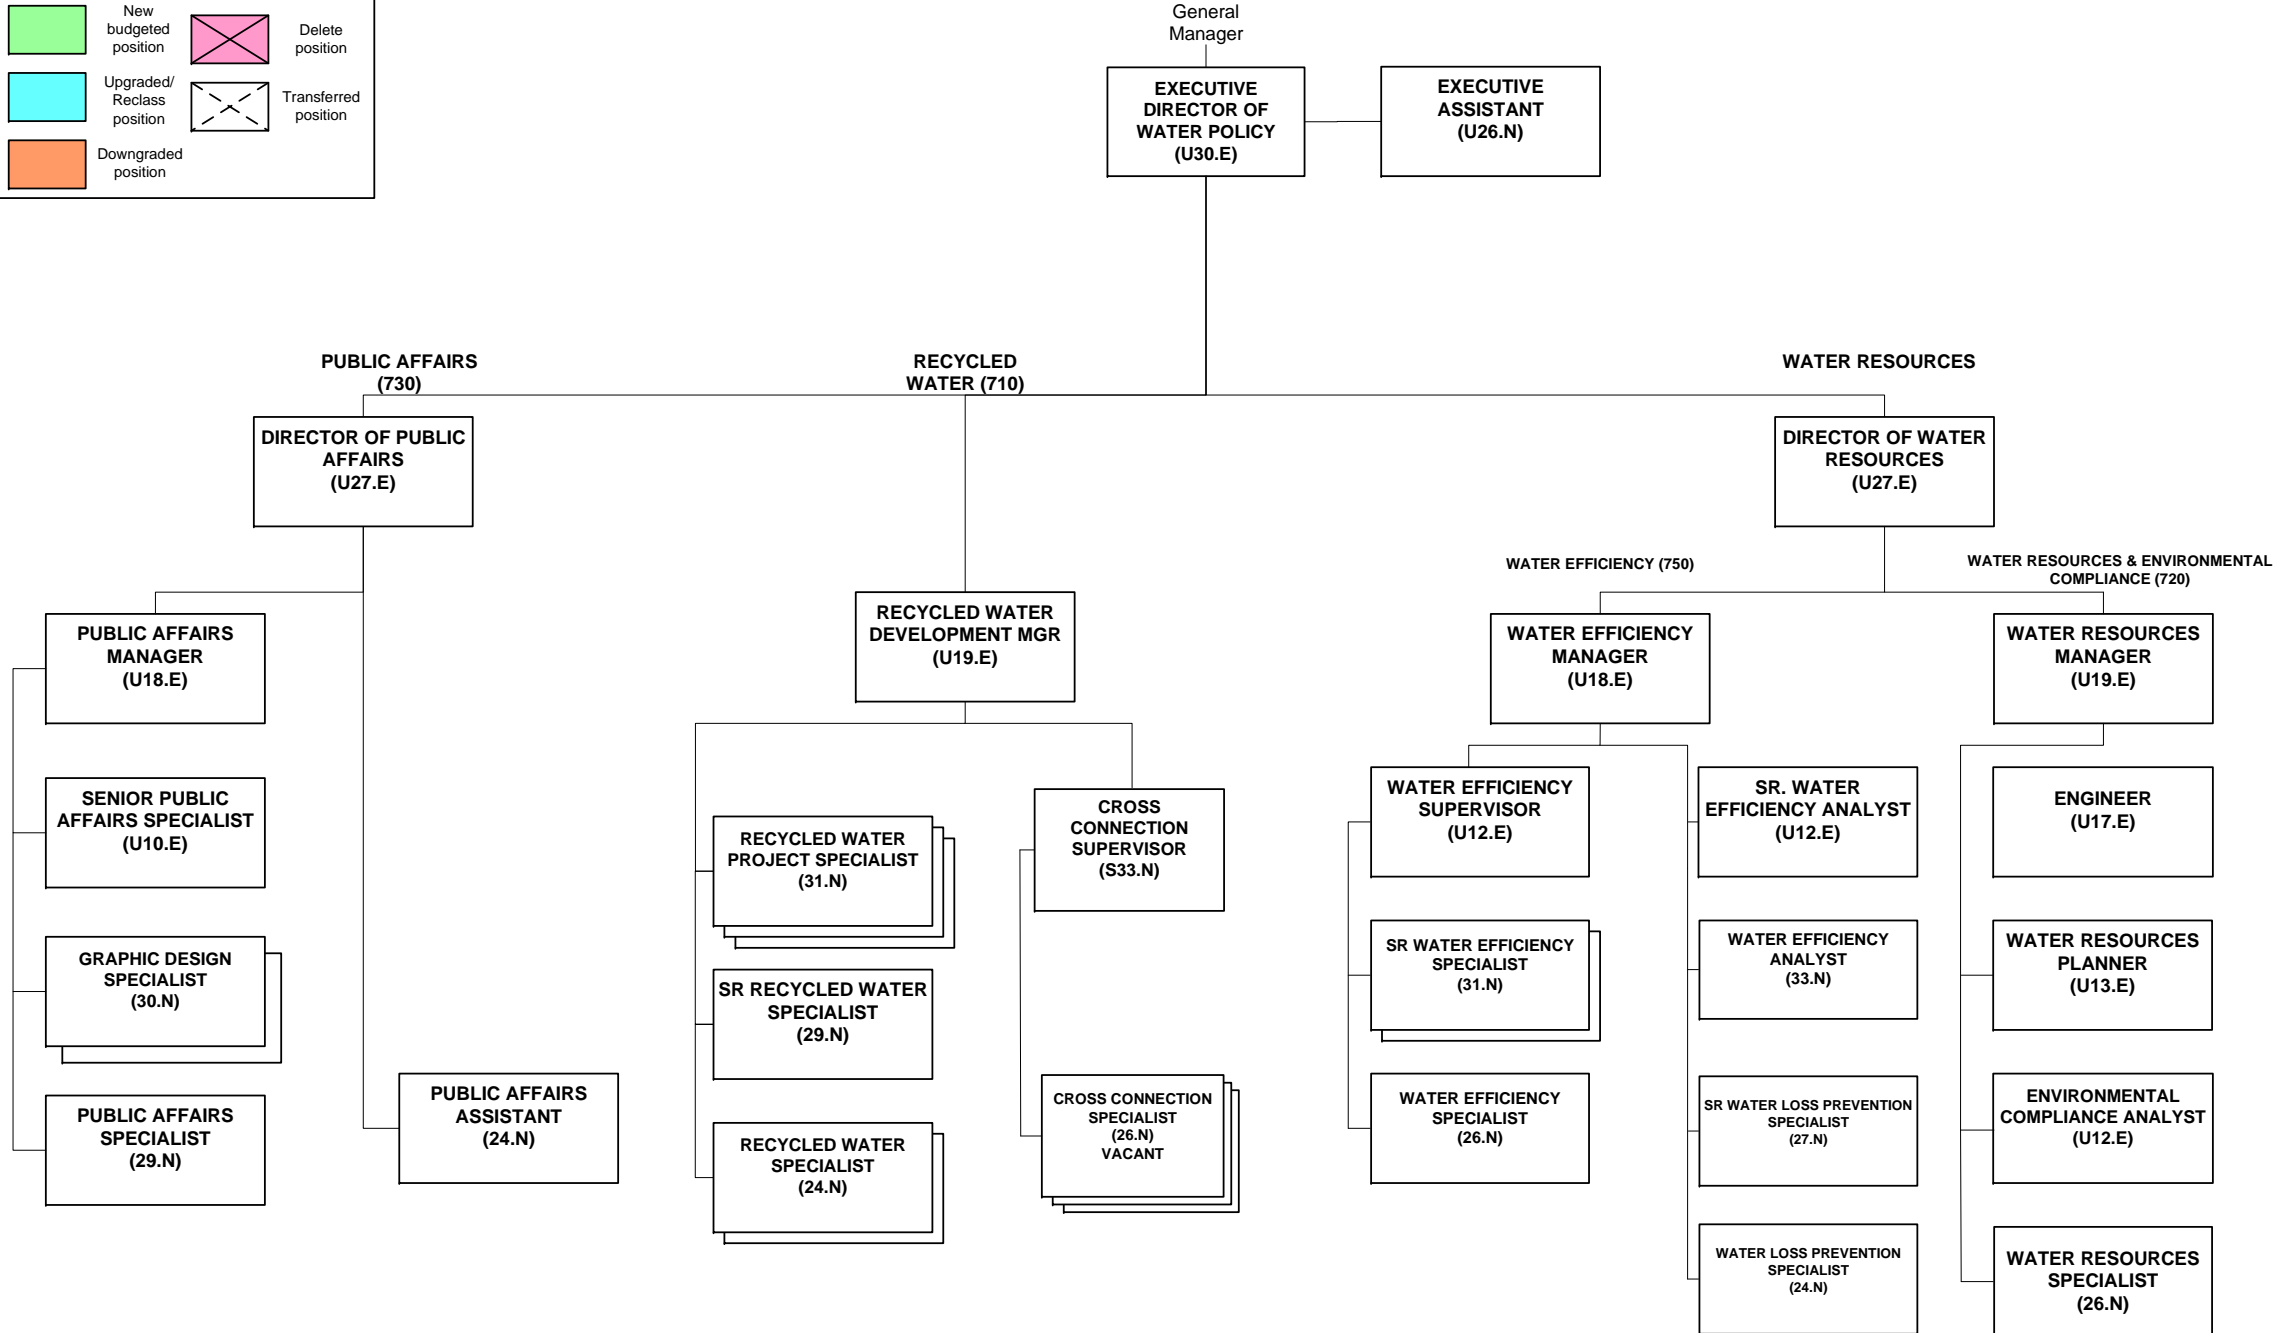 New
budgeted
position
Delete
position
Upgraded/
Reclass
position
Transferred
position
Downgraded
position
General
Manager
EXECUTIVE
DIRECTOR OF
WATER POLICY
(U30.E)
EXECUTIVE
ASSISTANT
(U26.N)
PUBLIC AFFAIRS
(730)
RECYCLED
WATER (710)
WATER RESOURCES
DIRECTOR OF PUBLIC
AFFAIRS
(U27.E)
DIRECTOR OF WATER
RESOURCES
(U27.E)
WATER EFFICIENCY (750)
WATER RESOURCES & ENVIRONMENTAL
COMPLIANCE (720)
PUBLIC AFFAIRS
MANAGER
(U18.E)
RECYCLED WATER
DEVELOPMENT MGR
(U19.E)
WATER EFFICIENCY
MANAGER
(U18.E)
WATER RESOURCES
MANAGER
(U19.E)
SENIOR PUBLIC
AFFAIRS SPECIALIST
(U10.E)
GRAPHIC DESIGN
SPECIALIST
(30.N)
PUBLIC AFFAIRS
SPECIALIST
(29.N)
PUBLIC AFFAIRS
ASSISTANT
(24.N)
RECYCLED WATER
PROJECT SPECIALIST
(31.N)
SR RECYCLED WATER
SPECIALIST
(29.N)
RECYCLED WATER
SPECIALIST
(24.N)
CROSS
CONNECTION
SUPERVISOR
(S33.N)
CROSS CONNECTION
SPECIALIST
(26.N)
VACANT
WATER EFFICIENCY
SUPERVISOR
(U12.E)
SR WATER EFFICIENCY
SPECIALIST
(31.N)
WATER EFFICIENCY
SPECIALIST
(26.N)
SR. WATER
EFFICIENCY ANALYST
(U12.E)
WATER EFFICIENCY
ANALYST
(33.N)
SR WATER LOSS PREVENTION
SPECIALIST
(27.N)
WATER LOSS PREVENTION
SPECIALIST
(24.N)
ENGINEER
(U17.E)
WATER RESOURCES
PLANNER
(U13.E)
ENVIRONMENTAL
COMPLIANCE ANALYST
(U12.E)
WATER RESOURCES
SPECIALIST
(26.N)